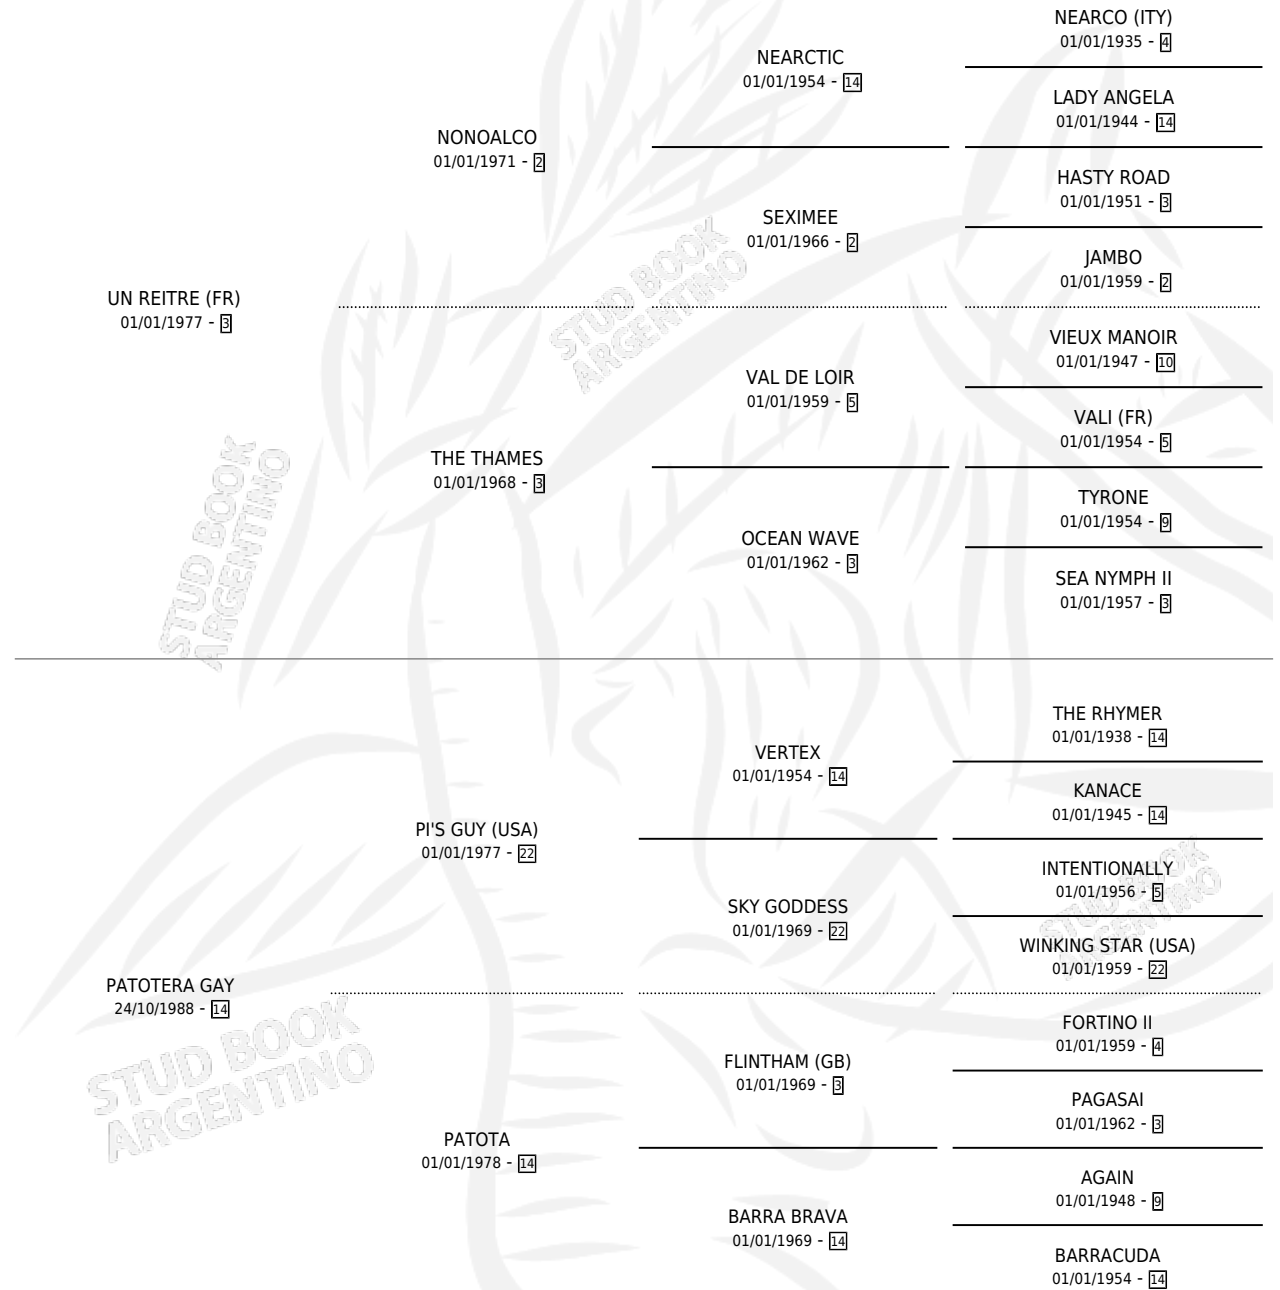 NEARCO (ITY)
01/01/1935 - 4
NEARCTIC
01/01/1954 - 14
LADY ANGELA
01/01/1944 - 14
NONOALCO
01/01/1971 - 2
HASTY ROAD
01/01/1951 - 3
SEXIMEE
01/01/1966 - 2
JAMBO
01/01/1959 - 2
UN REITRE (FR)
01/01/1977 - 3
VIEUX MANOIR
01/01/1947 - 10
VAL DE LOIR
01/01/1959 - 5
VALI (FR)
01/01/1954 - 5
THE THAMES
01/01/1968 - 3
TYRONE
01/01/1954 - 9
OCEAN WAVE
01/01/1962 - 3
SEA NYMPH II
01/01/1957 - 3
THE RHYMER
01/01/1938 - 14
VERTEX
01/01/1954 - 14
KANACE
01/01/1945 - 14
PI'S GUY (USA)
01/01/1977 - 22
INTENTIONALLY
01/01/1956 - 5
SKY GODDESS
01/01/1969 - 22
WINKING STAR (USA)
01/01/1959 - 22
PATOTERA GAY
24/10/1988 - 14
FORTINO II
01/01/1959 - 4
FLINTHAM (GB)
01/01/1969 - 3
PAGASAI
01/01/1962 - 3
PATOTA
01/01/1978 - 14
AGAIN
01/01/1948 - 9
BARRA BRAVA
01/01/1969 - 14
BARRACUDA
01/01/1954 - 14
STUD BOOK
ARGENTINO
STUD BOOK
ARGENTINO
STUD BOOK
ARGENTINO
STUD BOOK
ARGENTINO